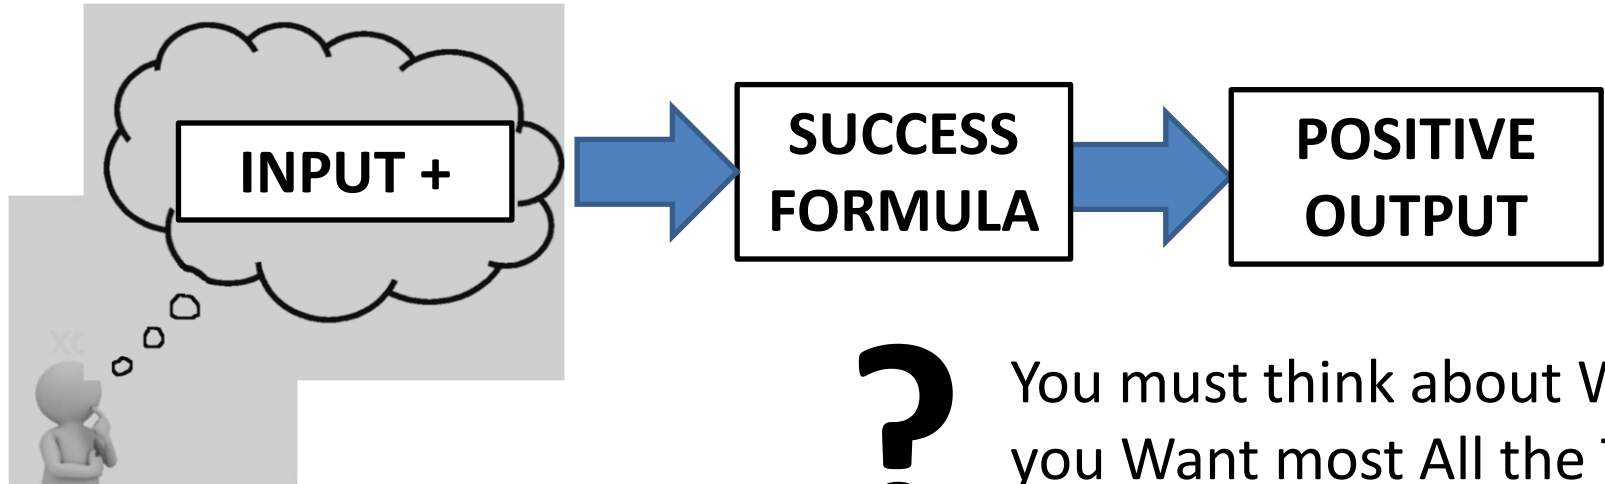 INPUT +
SUCCESS
FORMULA
POSITIVE
OUTPUT
?
You must think about
you Want most All the